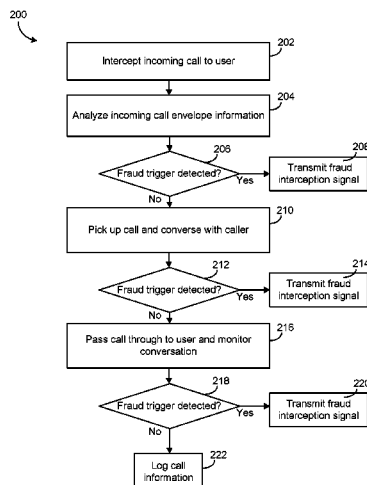 200
202
Intercept incoming call to user
204
Analyze incoming call envelope information
206
208
Fraud trigger detected?
Yes
Transmit fraud
interception signal
No
210
Pick up call and converse with caller
212
214
Fraud trigger detected?
Yes
Transmit fraud
interception signal
No
216
Pass call through to user and monitor
conversation
218
220
Fraud trigger detected?
Yes
Transmit fraud
interception signal
No
Log call
information
222